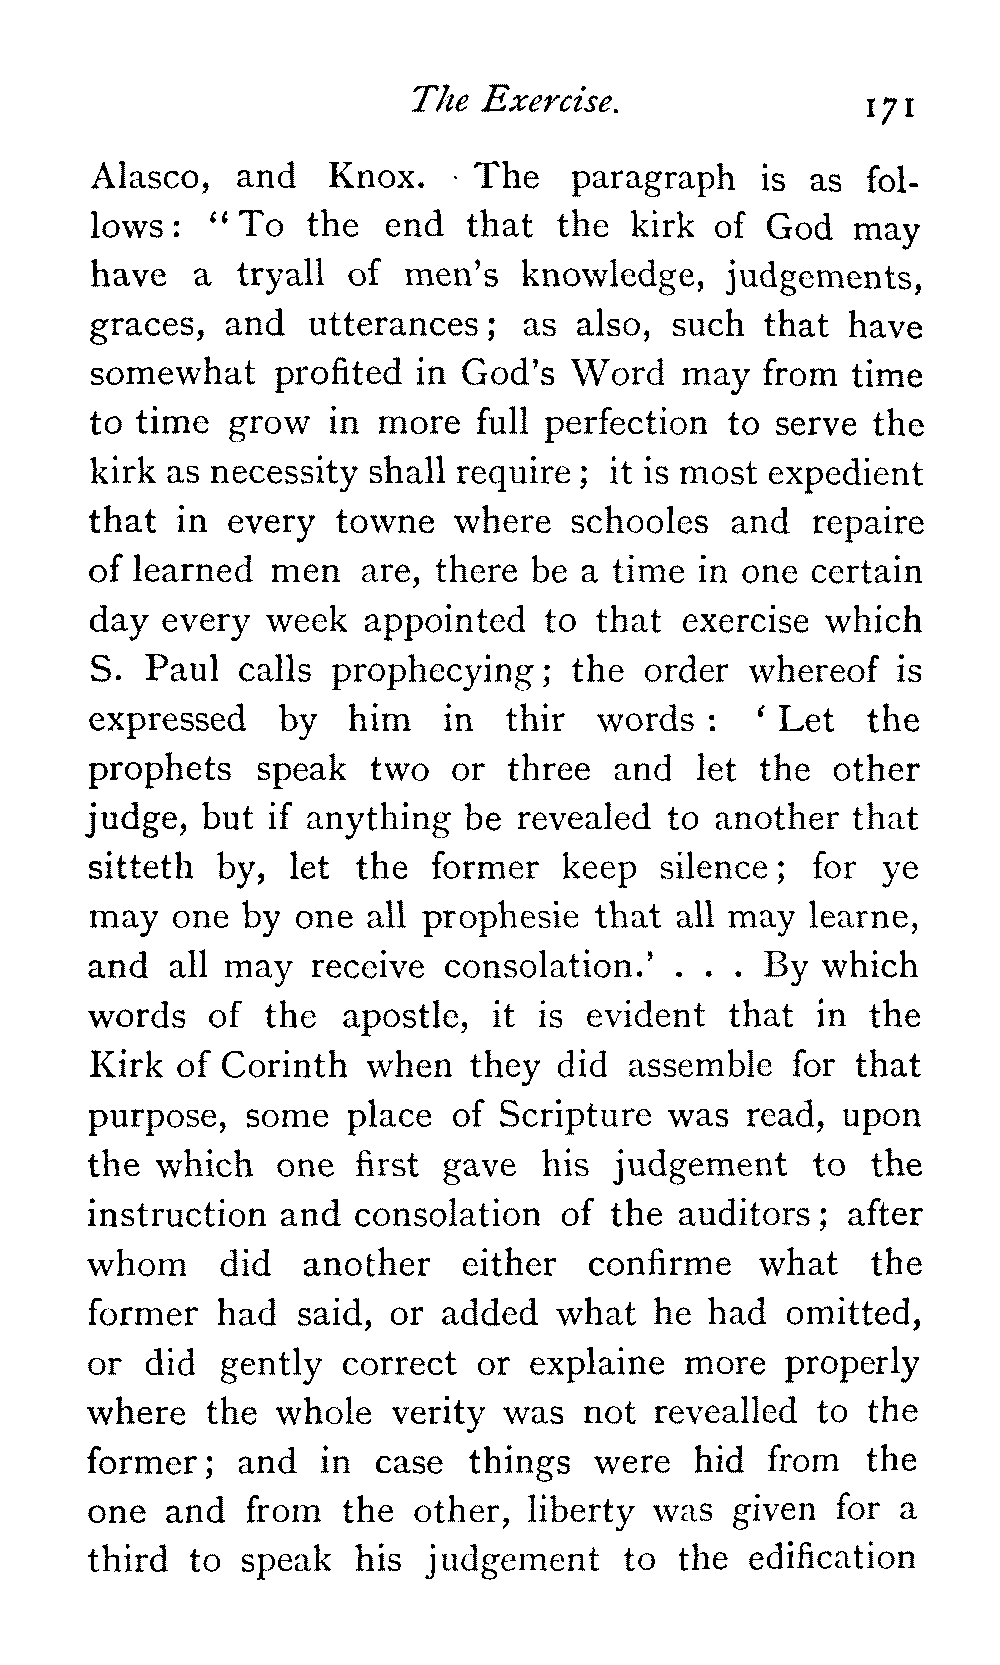 The Exercise. 171
Alasco, and Knox. The paragraph is as fol-
lows: “To the end that the kirk of God may
have a tryall of men's knowledge, judgements,
graces, and utterances; as also, such that have
somewhat profited in God's Word may from time
to time grow in more full perfection to serve the
kirk as necessity shall require; it is most expedient
that in every towne where schooles and repaire
of learned men are, there be a time in one certain
day every week appointed to that exercise which
S. Paul calls prophecying; the order whereof is
expressed by him in thir words: ‘Let the
prophets speak two or three and let the other
judge, but if anything be revealed to another that
sitteth by, let the former keep silence; for ye
may one by one all prophesie that all may learne,
and all may receive consolation.’ . . . By which
words of the apostle, it is evident that in the
Kirk of Corinth when they did assemble for that
purpose, some place of Scripture was read, upon
the which one first gave his judgement to the
instruction and consolation of the auditors; after
whom did another either confirme what the
former had said, or added what he had omitted,
or did gently correct or explaine more properly
where the whole verity was not revealled to the
former; and in case things were hid from the
one and from the other, liberty was given for a
third to speak his judgement to the edification